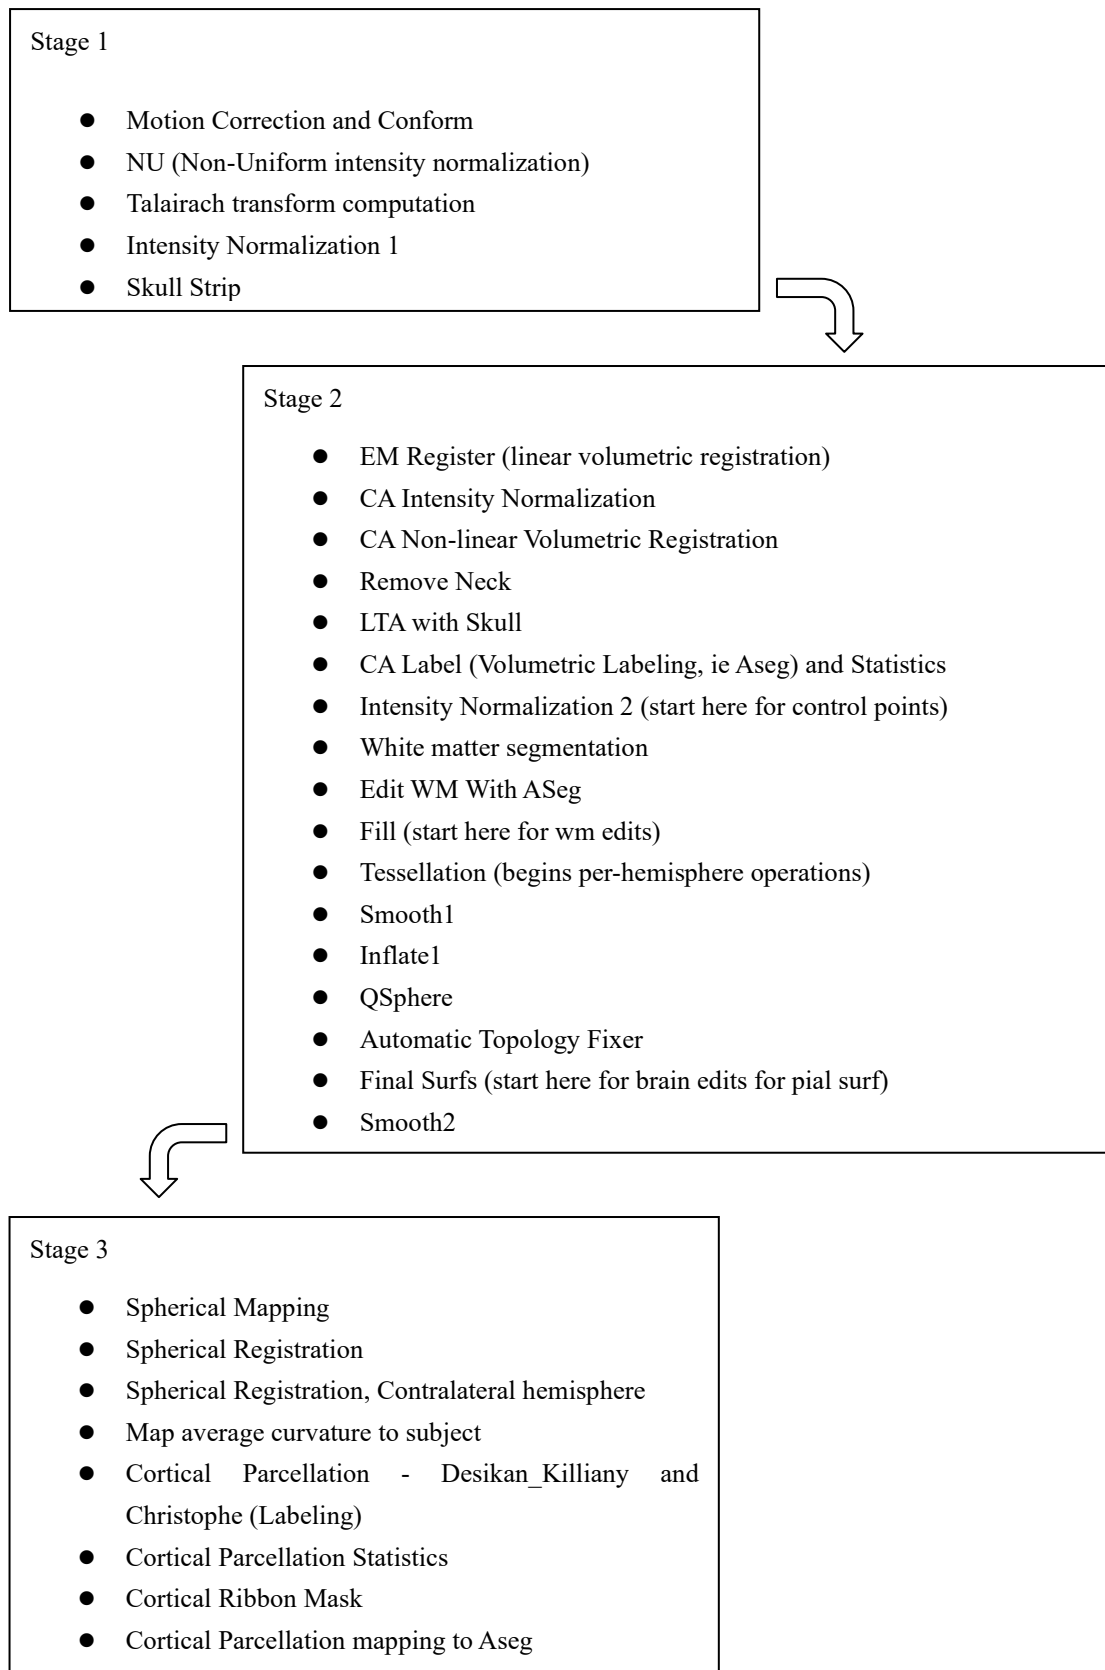 Stage 1
● Motion Correction and Conform
● NU (Non-Uniform intensity normalization)
● Talairach transform computation
● Intensity Normalization 1
● Skull Strip
Stage 2
● EM Register (linear volumetric registration)
● CA Intensity Normalization
● CA Non-linear Volumetric Registration
● Remove Neck
● LTA with Skull
● CA Label (Volumetric Labeling, ie Aseg) and Statistics
● Intensity Normalization 2 (start here for control points)
● White matter segmentation
● Edit WM With ASeg
● Fill (start here for wm edits)
● Tessellation (begins per-hemisphere operations)
● Smooth1
● Inflate1
● QSphere
● Automatic Topology Fixer
● Final Surfs (start here for brain edits for pial surf)
● Smooth2
Stage 3
● Spherical Mapping
● Spherical Registration
● Spherical Registration, Contralateral hemisphere
● Map average curvature to subject
● Cortical Parcellation - Desikan_Killiany and
Christophe (Labeling)
● Cortical Parcellation Statistics
● Cortical Ribbon Mask
● Cortical Parcellation mapping to Aseg